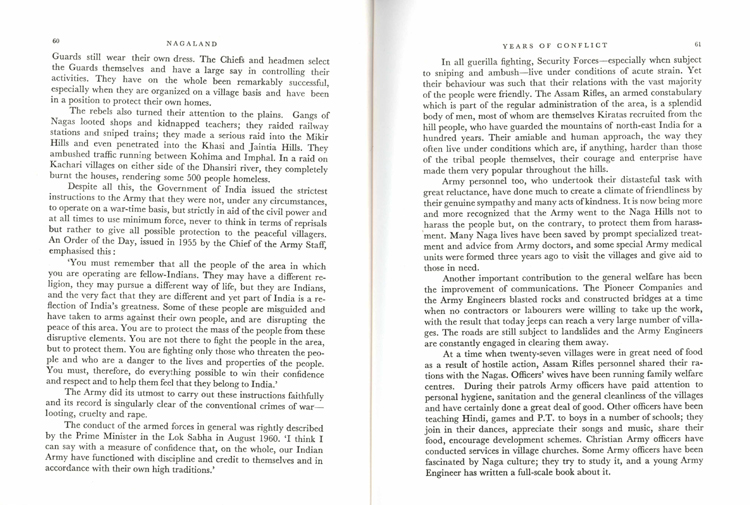 60
NAGALAND
Guards still wear their own dress. The Chiefs and headmen select
the Guards themselves and have a large say in controlling their
activities. They have on the whole been remarkably successful,
especially when they are organized on a village basis and have been
in a position to protect their own homes.
The rebels also turned their attention to the plains. Gangs of
Nagas looted shops and kidnapped teachers; they raided railway
stations and sniped trains; they made a serious raid into the Mikir
Hills and even penetrated into the Khasi and Jaintia Hills. They
ambushed traffic running between Kohima and Imphal. In a raid on
Kachari villages on either side of the Dhansiri river, they completely
burnt the houses, rendering some 500 people homeless.
Despite all this, the Government of India issued the strictest
instructions to the Army that they were not, under any circumstances,
to operate on a war-time basis, but strictly in aid of the civil power and
at all times to use minimum force, never to think in terms of reprisals
but rather to give all possible protection to the peaceful villagers.
An Order of the Day, issued in 1955 by the Chief of the Army Staff,
emphasised this:
'You must remember that all the people of the area in which
you are operating are fellow-Indians. They may have a different re-
ligion, they may pursue a different way of life, but they are Indians,
and the very fact that they are different and yet part of India is a re-
flection of India's greatness. Some of these people are misguided and
have taken to arms against their own people, and are disrupting the
peace of this area. You are to protect the mass of the people from these
disruptive elements. You are not there to fight the people in the area,
but to protect them. You are fighting only those who threaten the peo-
ple and who are a danger to the lives and properties of the people.
You must, therefore, do everything possible to win their confidence
and respect and to help them feel that they belong to India.'
The Army did its utmost to carry out these instructions faithfully
and its record is singularly clear of the conventional crimes of war—
looting, cruelty and rape.
The conduct of the armed forces in general was rightly described
by the Prime Minister in the Lok Sabha in August 1960. 'I think I
can say with a measure of confidence that, on the whole, our Indian
Army have functioned with discipline and credit to themselves and in
accordance with their own high traditions.'
YEARS OF CONFLICT
61
In all guerilla fighting, Security Forces—especially when subject
to sniping and ambush—live under conditions of acute strain. Yet
their behaviour was such that their relations with the vast majority
of the people were friendly. The Assam Rifles, an armed constabulary
which is part of the regular administration of the area, is a splendid
body of men, most of whom are themselves Kiratas recruited from the
hill people, who have guarded the mountains of north-east India for a
hundred years. Their amiable and human approach, the way they
often live under conditions which are, if anything, harder than those
of the tribal people themselves, their courage and enterprise have
made them very popular throughout the hills.
Army personnel too, who undertook their distasteful task with
great reluctance, have done much to create a climate of friendliness by
their genuine sympathy and many acts of kindness. It is now being more
and more recognized that the Army went to the Naga Hills not to
harass the people but, on the contrary, to protect them from harass-
ment. Many Naga lives have been saved by prompt specialized treat-
ment and advice from Army doctors, and some special Army medical
units were formed three years ago to visit the villages and give aid to
those in need.
Another important contribution to the general welfare has been
the improvement of communications. The Pioneer Companies and
the Army Engineers blasted rocks and constructed bridges at a time
when no contractors or labourers were willing to take up the work,
with the result that today jeeps can reach a very large number of villa-
ges. The roads are still subject to landslides and the Army Engineers
are constantly engaged in clearing them away.
At a time when twenty-seven villages were in great need of food
as a result of hostile action, Assam Rifles personnel shared their ra-
tions with the Nagas. Officers' wives have been running family welfare
centres. During their patrols Army officers have paid attention to
personal hygiene, sanitation and the general cleanliness of the villages
and have certainly done a great deal of good. Other officers have been
teaching Hindi, games and P.T. to boys in a number of schools; they
join in their dances, appreciate their songs and music, share their
food, encourage development schemes. Christian Army officers have
conducted services in village churches. Some Army officers have been
fascinated by Naga culture; they try to study it, and a young Army
Engineer has written a full-scale book about it.